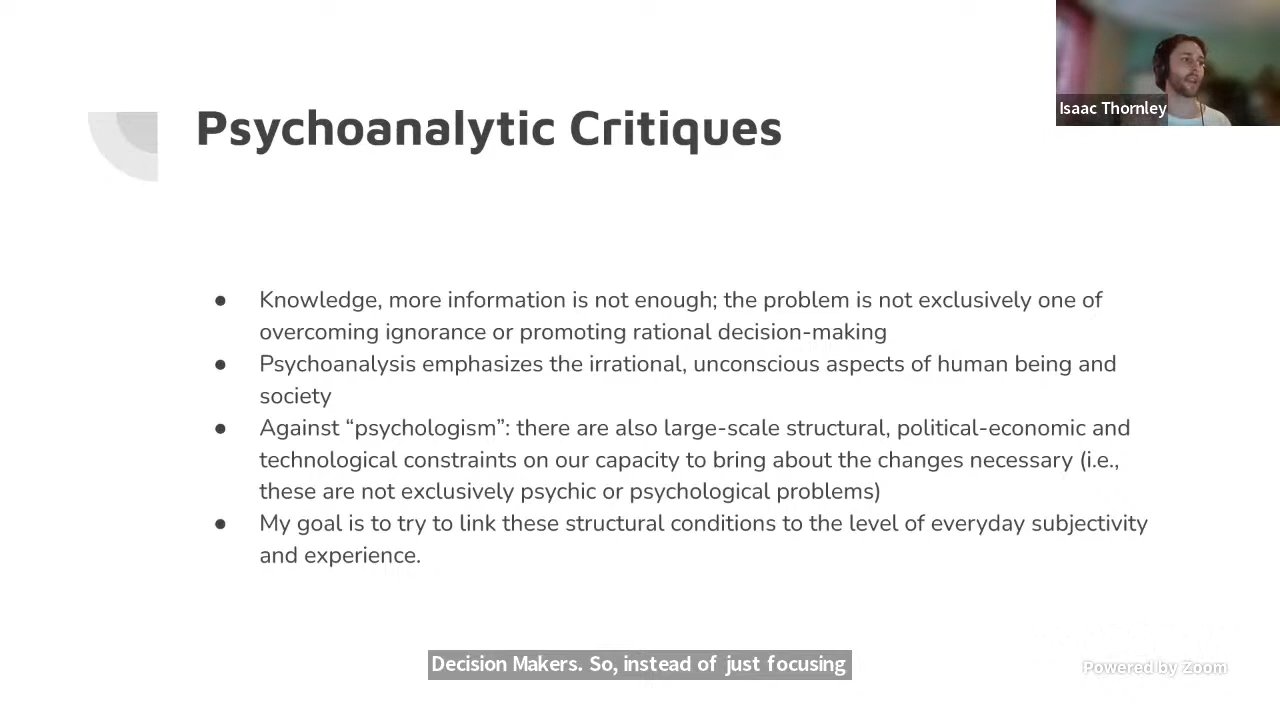 Isaac Thornley
Psychoanalytic Critiques
● Knowledge, more information is not enough; the problem is not exclusively one of
overcoming ignorance or promoting rational decision-making
● Psychoanalysis emphasizes the irrational, unconscious aspects of human being and
society
● Against “psychologism”: there are also large-scale structural, political-economic and
technological constraints on our capacity to bring about the changes necessary (i.e.,
these are not exclusively psychic or psychological problems)
● My goal is to try to link these structural conditions to the level of everyday subjectivity
and experience.
Decision Makers. So, instead of just focusing
Powered by Zoom